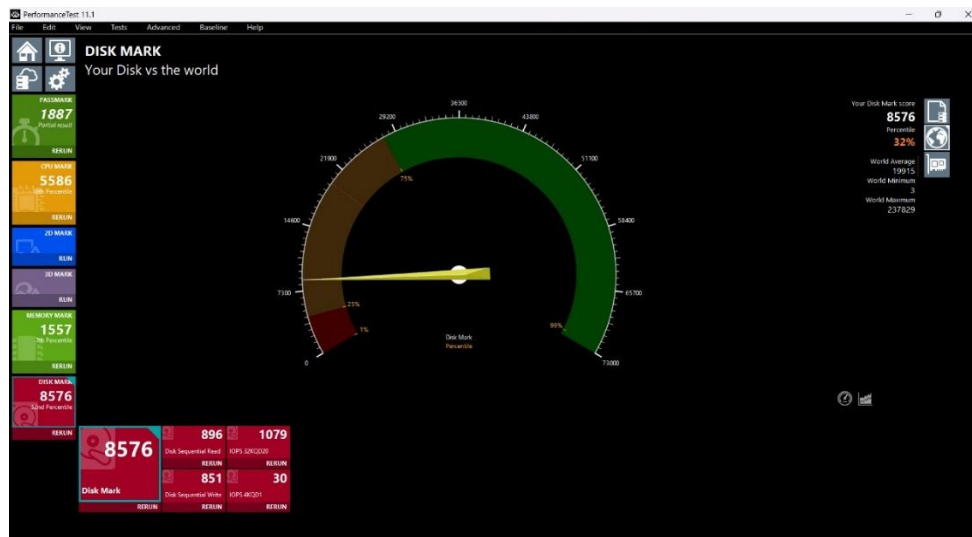 PerformanceTest 11.1
File Edit View Tests Advanced Baseline Help
DISK MARK
Your Disk vs the world
PASSMARK
1887
Partial result
RERUN
CPU MARK
5586
Percentile
RERUN
2D MARK
RUN
3D MARK
RUN
MEMORY MARK
1557
Percentile
RERUN
DISK MARK
8576
32nd Percentile
RERUN
0
7300
14600
21900
29200
36500
43800
51100
58400
65700
73000
1%
25%
75%
99%
Disk Mark
Percentile
Your Disk Mark score
8576
Percentile
32%
World Average
19915
World Minimum
3
World Maximum
237829
8576
Disk Mark
RERUN
896
Disk Sequential Read
RERUN
1079
IOPS 32KQD20
RERUN
851
Disk Sequential Write
RERUN
30
IOPS 4KQD1
RERUN